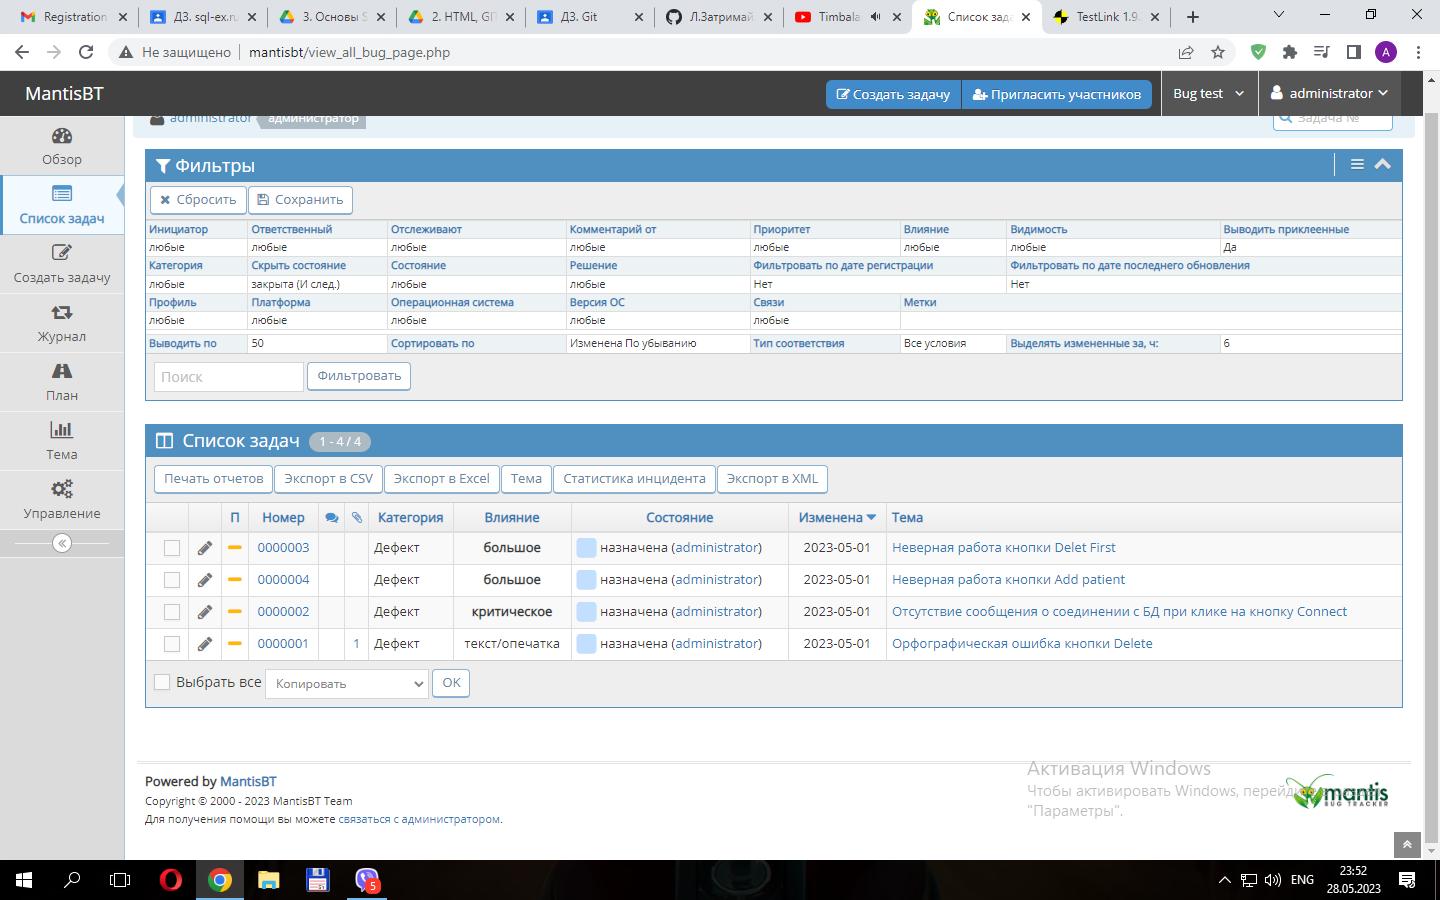 Registration
ДЗ. sql-ex.ru
3. Основы S
2. HTML, GI
ДЗ. Git
Л.Затримай
Timbala
Список зада
TestLink 1.9.
Не защищено
mantisbt/view_all_bug_page.php
A
MantisBT
Создать задачу
Пригласить участников
Bug test
administrator
administrator
администратор
Задача №
Обзор
Список задач
Создать задачу
Журнал
План
Тема
Управление
Фильтры
Сбросить
Сохранить
Инициатор Ответственный Отслеживают Комментарий от Приоритет Влияние Видимость Выводить приклеенные
любые любые любые любые любые любые любые Да
Категория Скрыть состояние Состояние Решение Фильтровать по дате регистрации Фильтровать по дате последнего обновления
любые закрыта (И след.) любые любые Нет Нет
Профиль Платформа Операционная система Версия ОС Связи Метки
любые любые любые любые любые
Выводить по 50 Сортировать по Изменена По убыванию Тип соответствия Все условия Выделять измененные за, ч: 6
Поиск
Фильтровать
Список задач 1 - 4 / 4
Печать отчетов Экспорт в CSV Экспорт в Excel Тема Статистика инцидента Экспорт в XML
П Номер Категория Влияние Состояние Изменена Тема
0000003 Дефект большое назначена (administrator) 2023-05-01 Неверная работа кнопки Delet First
0000004 Дефект большое назначена (administrator) 2023-05-01 Неверная работа кнопки Add patient
0000002 Дефект критическое назначена (administrator) 2023-05-01 Отсутствие сообщения о соединении с БД при клике на кнопку Connect
0000001 1 Дефект текст/опечатка назначена (administrator) 2023-05-01 Орфографическая ошибка кнопки Delete
Выбрать все Копировать OK
Powered by MantisBT
Copyright © 2000 - 2023 MantisBT Team
Для получения помощи вы можете связаться с администратором.
Активация Windows
Чтобы активировать Windows, перейди
"Параметры".
mantis
BUG TRACKER
5
ENG
23:52
28.05.2023